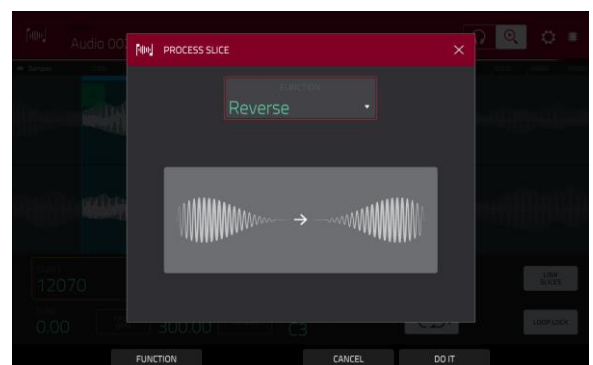 Audio 00
PROCESS SLICE
FUNCTION
Reverse
12070
LINK SLICES
0.00
300.00
C3
LOOP LOCK
FUNCTION
CANCEL
DO IT